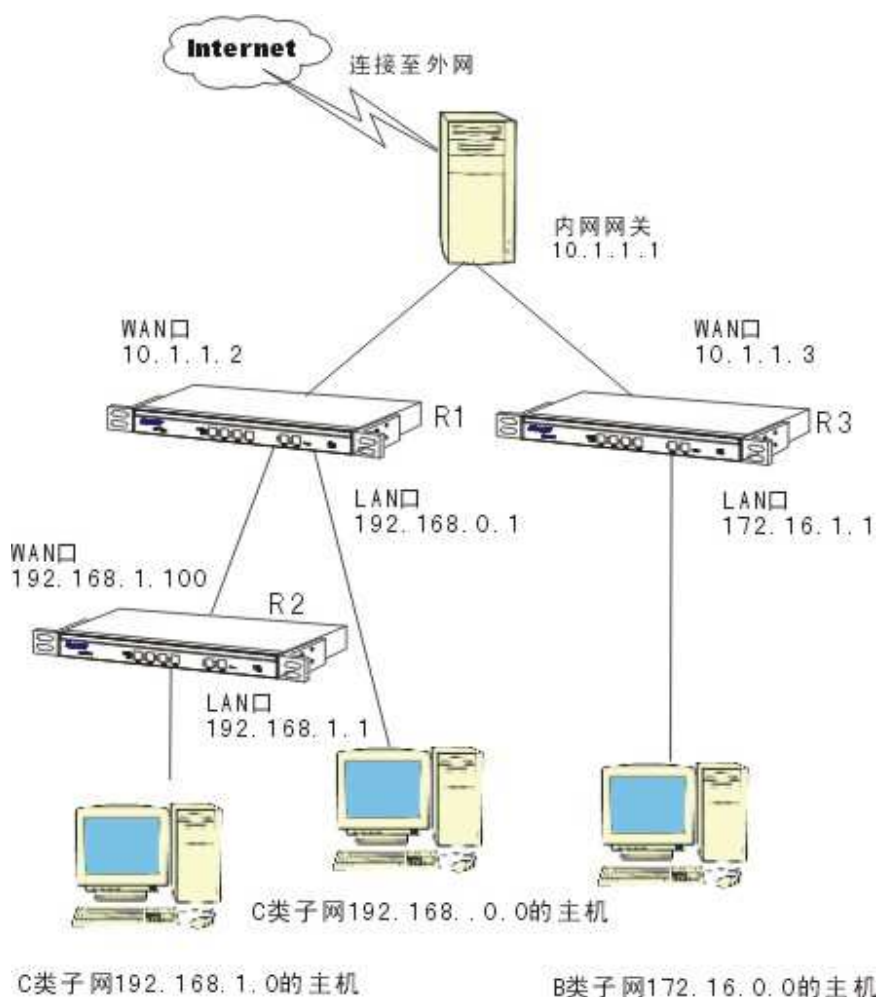 Internet
连接至外网
内网网关
10.1.1.1
WAN口
10.1.1.2
WAN口
10.1.1.3
R1
R3
LAN口
192.168.0.1
LAN口
172.16.1.1
WAN口
192.168.1.100
R2
LAN口
192.168.1.1
C类子网192.168..0.0的主机
C类子网192.168.1.0的主机
B类子网172.16.0.0的主机